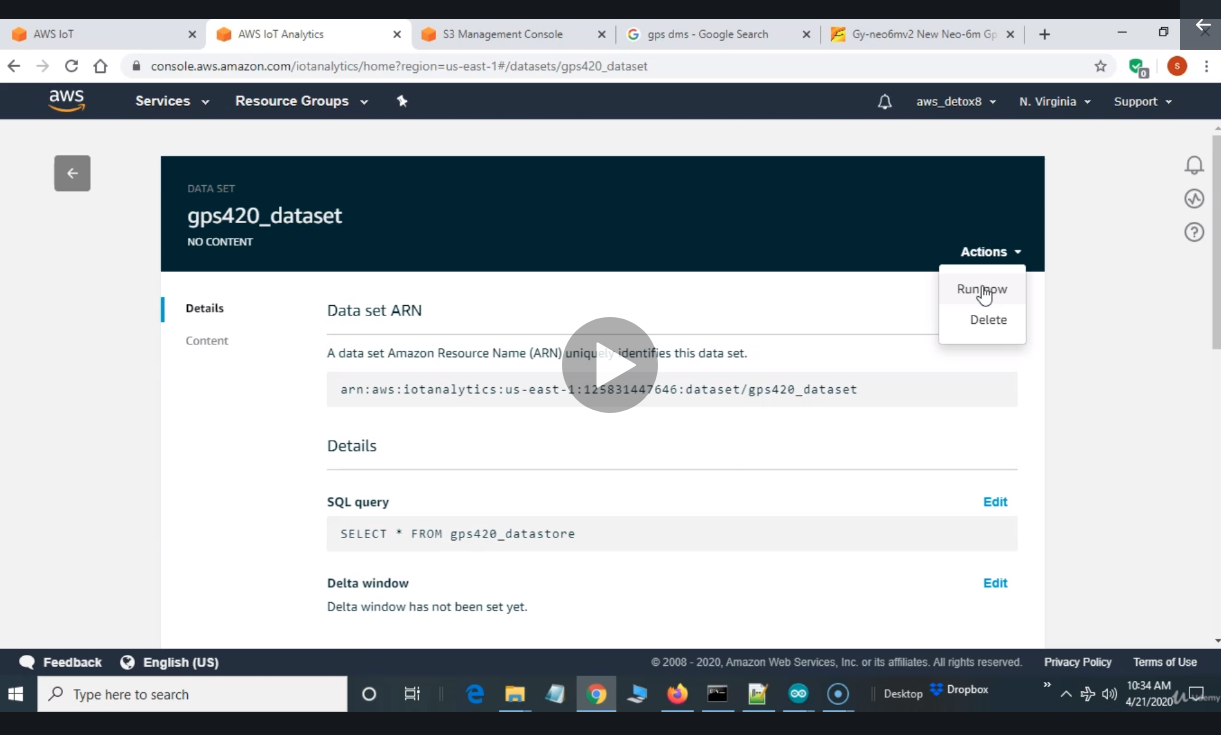 AWS IoT
AWS IoT Analytics
S3 Management Console
gps dms - Google Search
Gy-neo6mv2 New Neo-6m Gp
console.aws.amazon.com/iotanalytics/home?region=us-east-1#/datasets/gps420_dataset
0
S
aws
Services
Resource Groups
aws_detox8
N. Virginia
Support
DATA SET
gps420_dataset
NO CONTENT
Actions
Run now
Delete
Details
Content
Data set ARN
A data set Amazon Resource Name (ARN) uniquely identifies this data set.
arn:aws:iotanalytics:us-east-1:125831447646:dataset/gps420_dataset
Details
SQL query
Edit
SELECT * FROM gps420_datastore
Delta window
Edit
Delta window has not been set yet.
Feedback
English (US)
© 2008 - 2020, Amazon Web Services, Inc. or its affiliates. All rights reserved.
Privacy Policy
Terms of Use
Type here to search
Desktop
Dropbox
10:34 AM
4/21/2020
Udemy